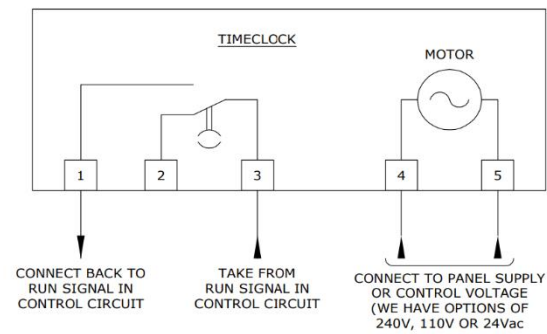 TIMECLOCK
MOTOR
1
2
3
4
5
CONNECT BACK TO
RUN SIGNAL IN
CONTROL CIRCUIT
TAKE FROM
RUN SIGNAL IN
CONTROL CIRCUIT
CONNECT TO PANEL SUPPLY
OR CONTROL VOLTAGE
(WE HAVE OPTIONS OF
240V, 110V OR 24Vac